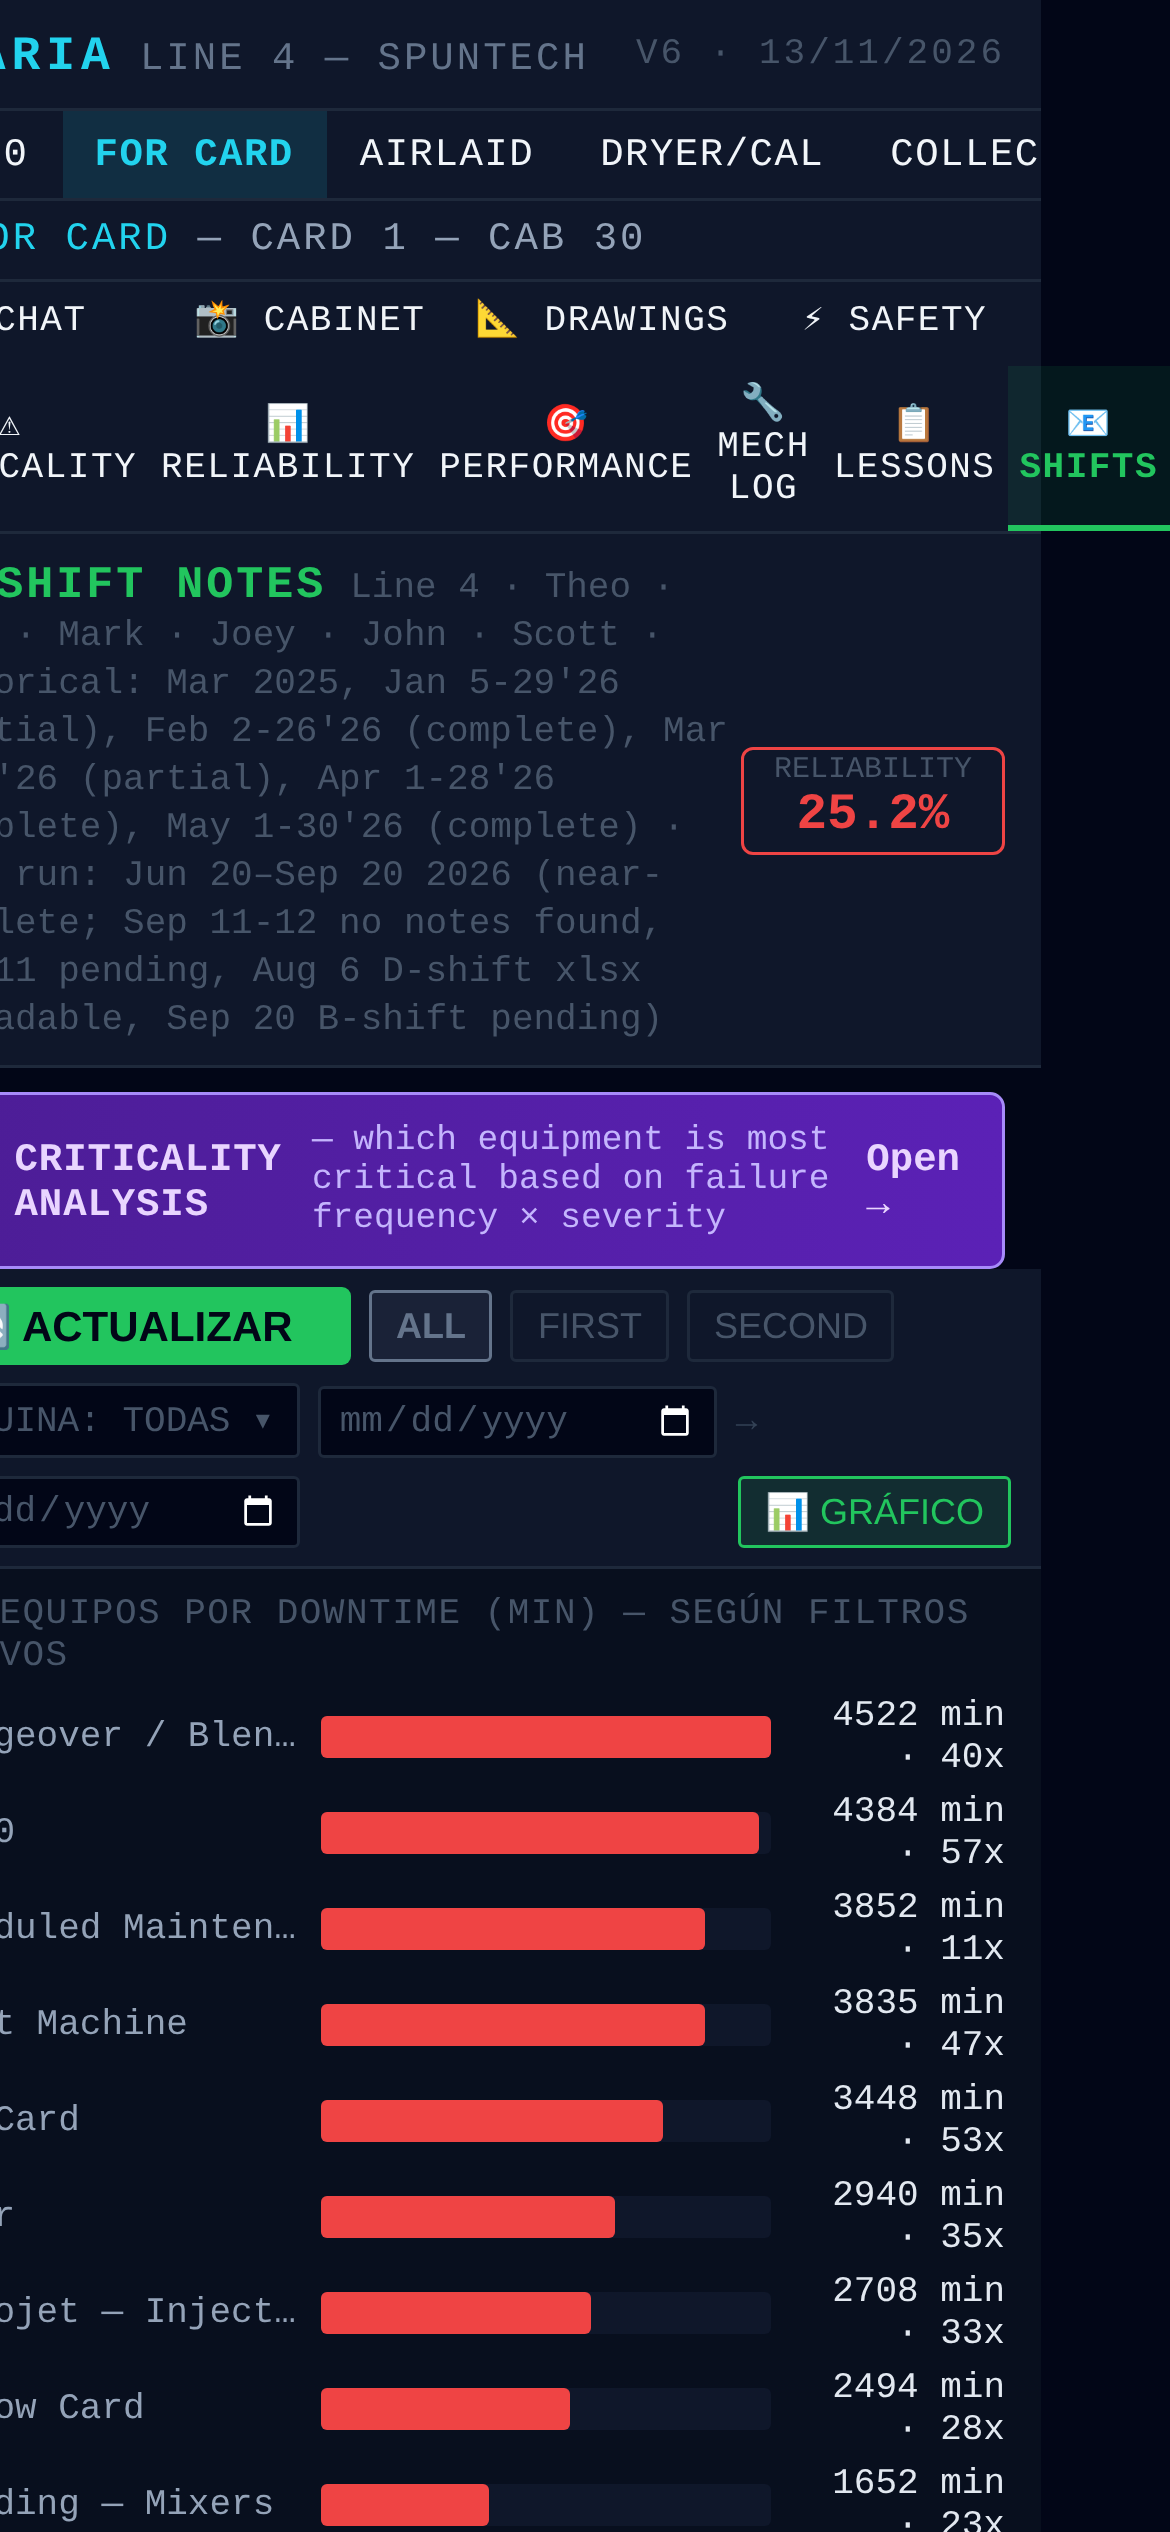 ARIA LINE 4 — SPUNTECH V6 · 13/11/2026
0 FOR CARD AIRLAID DRYER/CAL COLLEC
OR CARD — CARD 1 — CAB 30
CHAT 📸 CABINET 📐 DRAWINGS ⚡ SAFETY
⚠ CALITY 📊 RELIABILITY 🎯 PERFORMANCE 🔧 MECH LOG 📋 LESSONS 📧 SHIFTS
SHIFT NOTES Line 4 · Theo ·
· Mark · Joey · John · Scott ·
orical: Mar 2025, Jan 5-29'26
tial), Feb 2-26'26 (complete), Mar
'26 (partial), Apr 1-28'26
plete), May 1-30'26 (complete) ·
run: Jun 20–Sep 20 2026 (near-
lete; Sep 11-12 no notes found,
11 pending, Aug 6 D-shift xlsx
adable, Sep 20 B-shift pending)
RELIABILITY
25.2%
CRITICALITY
ANALYSIS
— which equipment is most
critical based on failure
frequency × severity
Open
→
ACTUALIZAR ALL FIRST SECOND
UINA: TODAS ▾ mm/dd/yyyy →
dd/yyyy 📊 GRÁFICO
EQUIPOS POR DOWNTIME (MIN) — SEGÚN FILTROS
VOS
geover / Blen… 4522 min
· 40x
0 4384 min
· 57x
duled Mainten… 3852 min
· 11x
t Machine 3835 min
· 47x
Card 3448 min
· 53x
r 2940 min
· 35x
ojet — Inject… 2708 min
· 33x
ow Card 2494 min
· 28x
ding — Mixers 1652 min
· 23x